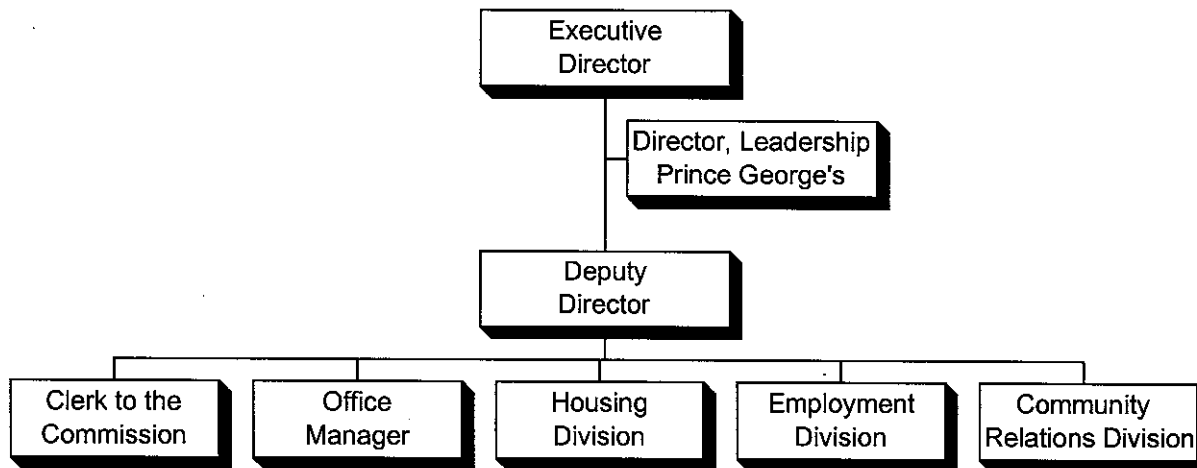 Executive
Director
Director, Leadership
Prince George's
Deputy
Director
Clerk to the
Commission
Office
Manager
Housing
Division
Employment
Division
Community
Relations Division